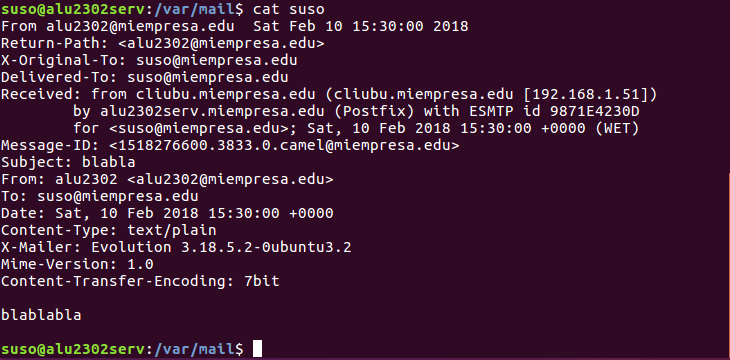 suso@alu2302serv:/var/mail$ cat suso
From alu2302@miempresa.edu  Sat Feb 10 15:30:00 2018
Return-Path: <alu2302@miempresa.edu>
X-Original-To: suso@miempresa.edu
Delivered-To: suso@miempresa.edu
Received: from cliubu.miempresa.edu (cliubu.miempresa.edu [192.168.1.51])
        by alu2302serv.miempresa.edu (Postfix) with ESMTP id 9871E4230D
        for <suso@miempresa.edu>; Sat, 10 Feb 2018 15:30:00 +0000 (WET)
Message-ID: <1518276600.3833.0.camel@miempresa.edu>
Subject: blabla
From: alu2302 <alu2302@miempresa.edu>
To: suso@miempresa.edu
Date: Sat, 10 Feb 2018 15:30:00 +0000
Content-Type: text/plain
X-Mailer: Evolution 3.18.5.2-0ubuntu3.2
Mime-Version: 1.0
Content-Transfer-Encoding: 7bit

blablabla

suso@alu2302serv:/var/mail$